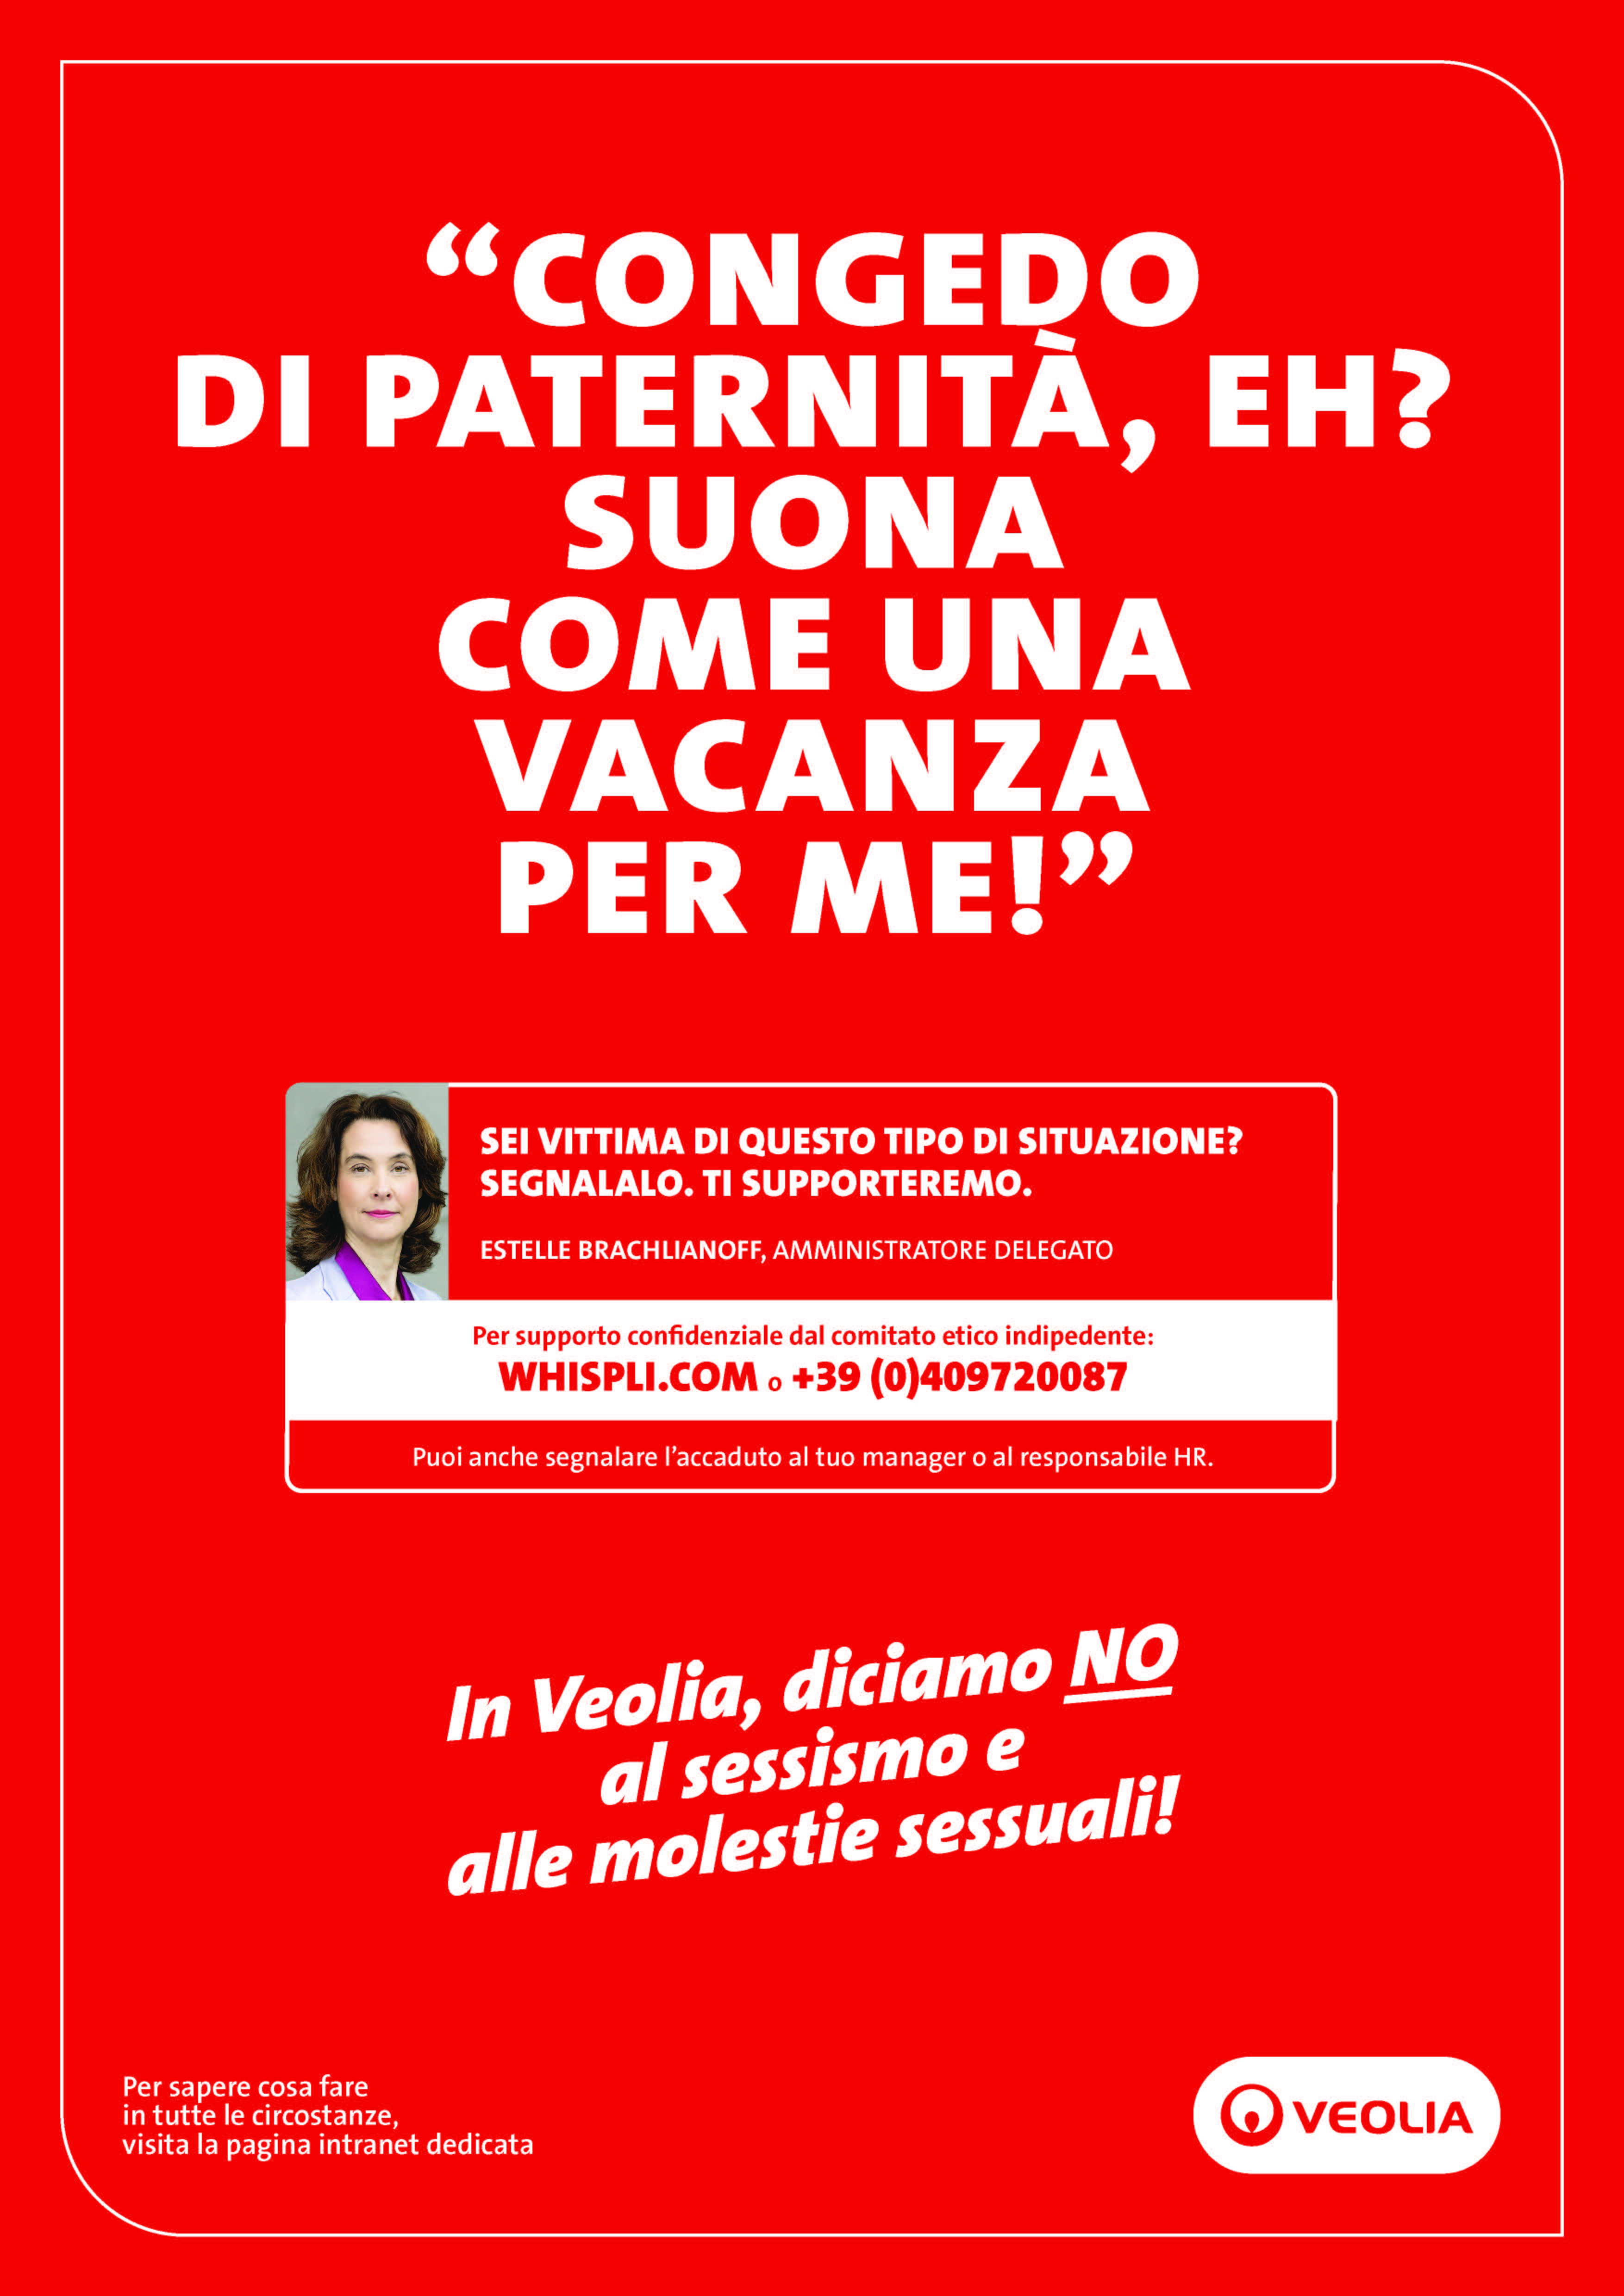 “CONGEDO
DI PATERNITÀ, EH?
SUONA
COME UNA
VACANZA
PER ME!”
SEI VITTIMA DI QUESTO TIPO DI SITUAZIONE?
SEGNALALO. TI SUPPORTEREMO.
ESTELLE BRACHLIANOFF, AMMINISTRATORE DELEGATO
Per supporto confidenziale dal comitato etico indipedente:
WHISPLI.COM o +39 (0)409720087
Puoi anche segnalare l’accaduto al tuo manager o al responsabile HR.
In Veolia, diciamo NO
al sessismo e
alle molestie sessuali!
Per sapere cosa fare
in tutte le circostanze,
visita la pagina intranet dedicata
VEOLIA